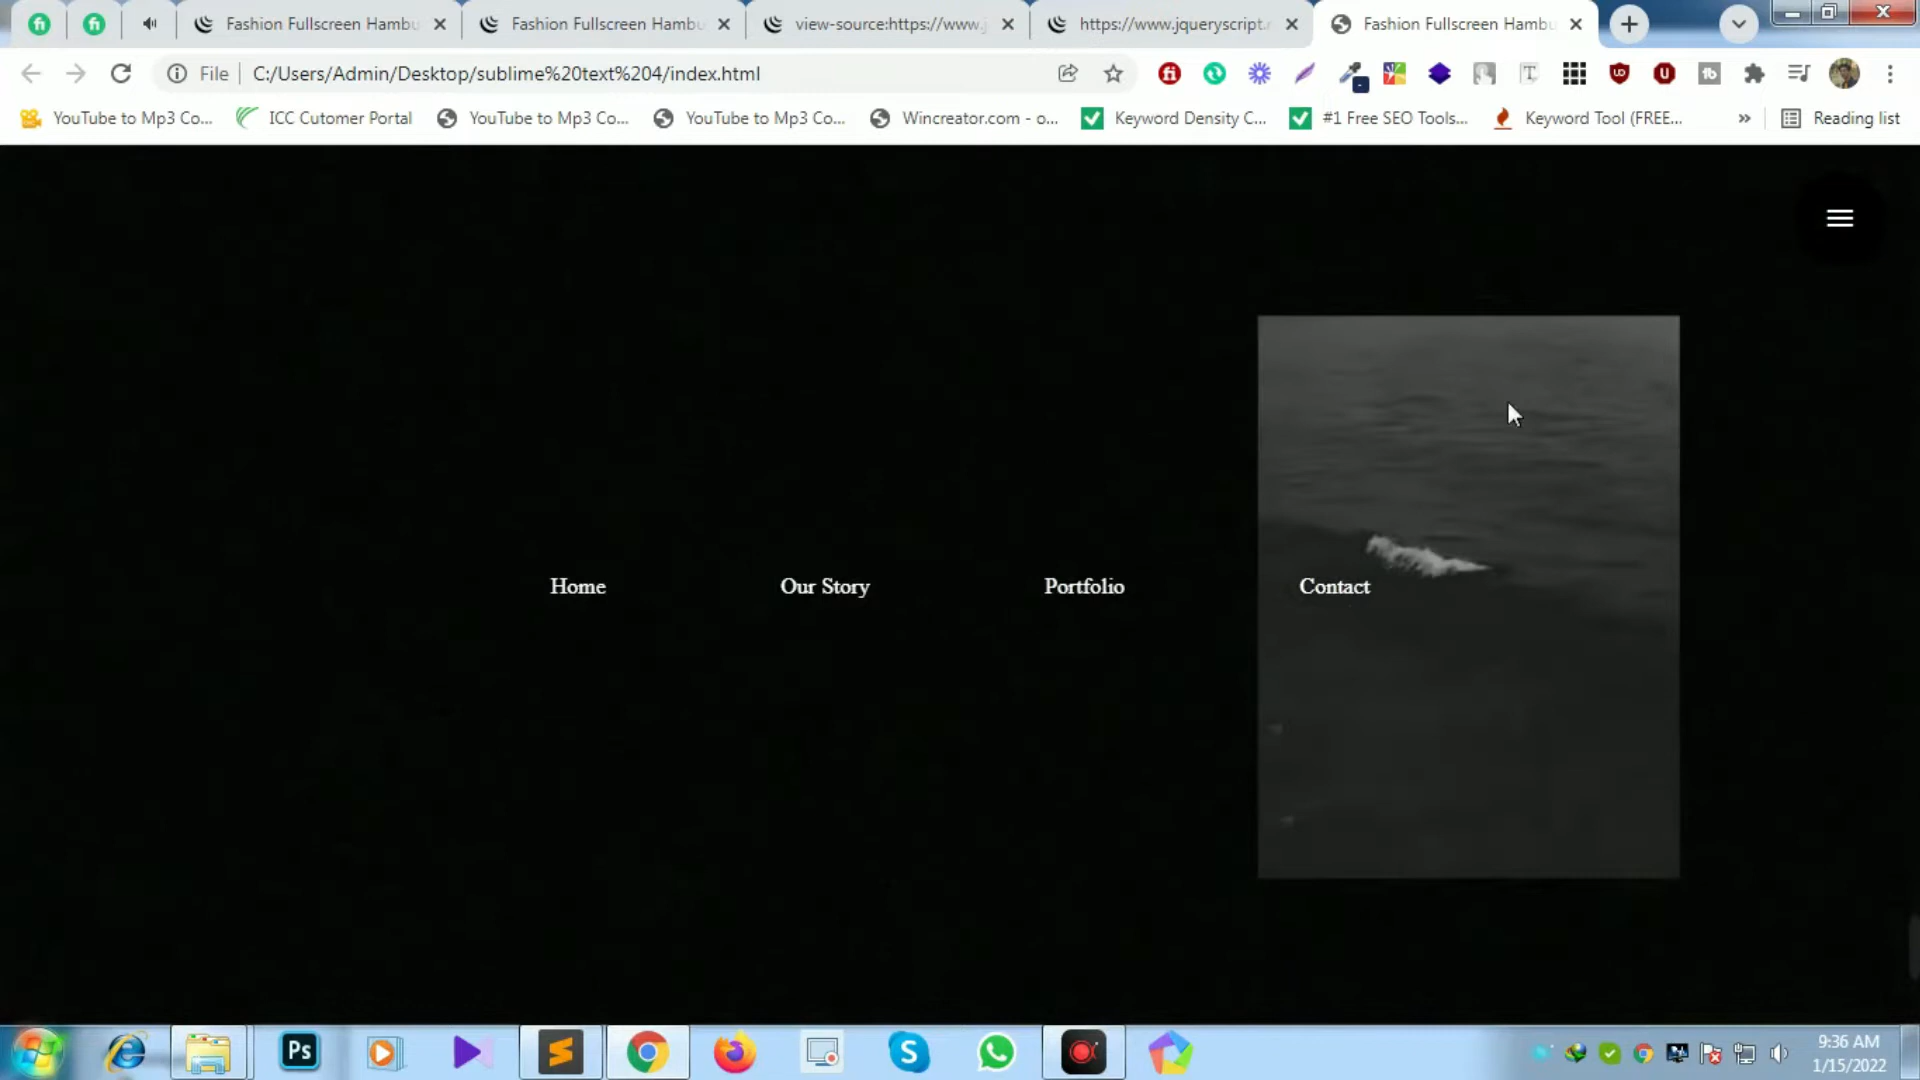 Fashion Fullscreen Hambu
Fashion Fullscreen Hambu
view-source:https://www.j
https://www.jqueryscript.
Fashion Fullscreen Hambu
File
C:/Users/Admin/Desktop/sublime%20text%204/index.html
YouTube to Mp3 Co...
ICC Cutomer Portal
YouTube to Mp3 Co...
YouTube to Mp3 Co...
Wincreator.com - o...
Keyword Density C...
#1 Free SEO Tools...
Keyword Tool (FREE...
»
Reading list
Home
Our Story
Portfolio
Contact
Ps
9:36 AM
1/15/2022